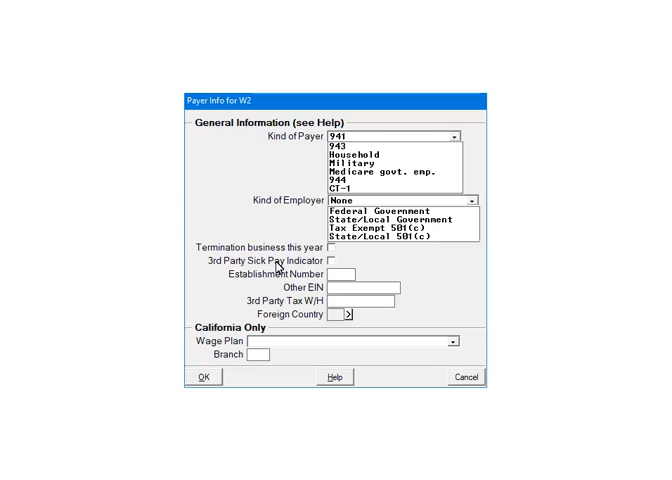 Payer Info for W2
General Information (see Help)
Kind of Payer 941
943
Household
Military
Medicare govt. emp.
944
CT-1
Kind of Employer None
Federal Government
State/Local Government
Tax Exempt 501(c)
State/Local 501(c)
Termination business this year
3rd Party Sick Pay Indicator
Establishment Number
Other EIN
3rd Party Tax W/H
Foreign Country >
California Only
Wage Plan
Branch
OK Help Cancel